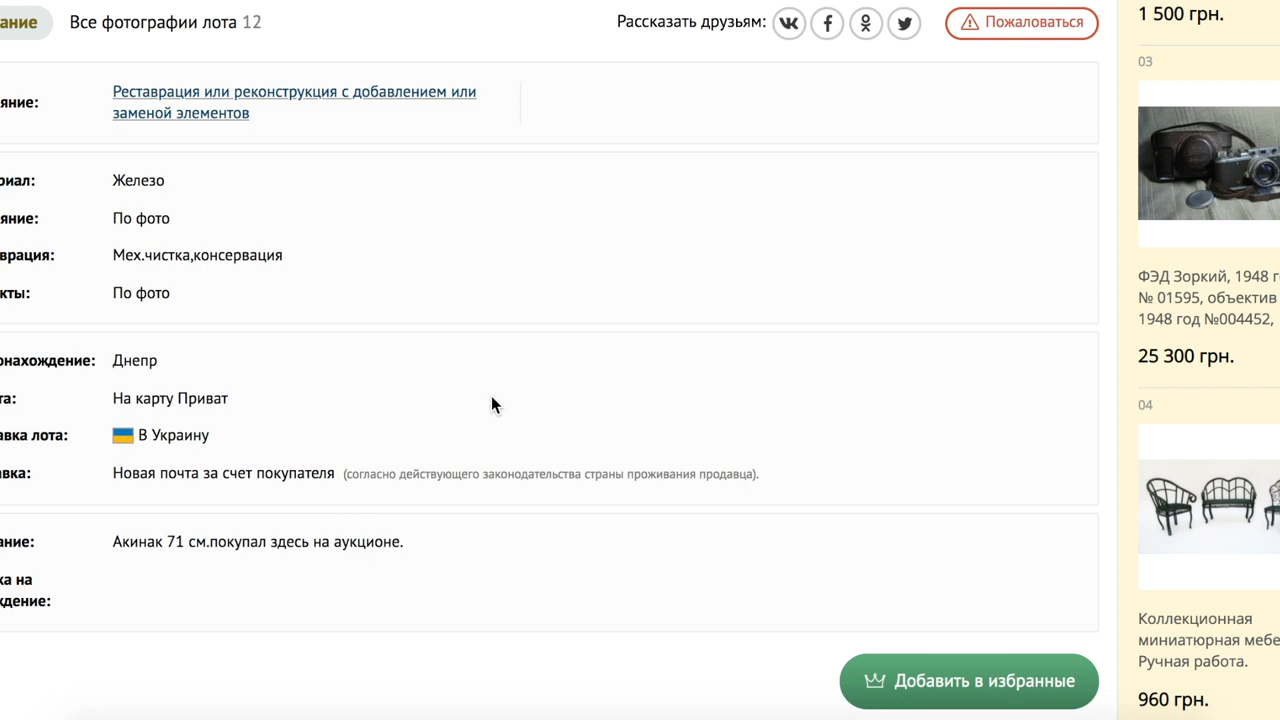 ание
Все фотографии лота 12
Рассказать друзьям:
Пожаловаться
яние:
Реставрация или реконструкция с добавлением или
заменой элементов
риал:
Железо
яние:
По фото
врация:
Мех.чистка,консервация
кты:
По фото
онахождение:
Днепр
та:
На карту Приват
авка лота:
В Украину
авка:
Новая почта за счет покупателя (согласно действующего законодательства страны проживания продавца).
ание:
Акинак 71 см.покупал здесь на аукционе.
ка на
ждение:
Добавить в избранные
1 500 грн.
03
ФЭД Зоркий, 1948 г
№ 01595, объектив
1948 год №004452,
25 300 грн.
04
Коллекционная
миниатюрная мебе
Ручная работа.
960 грн.